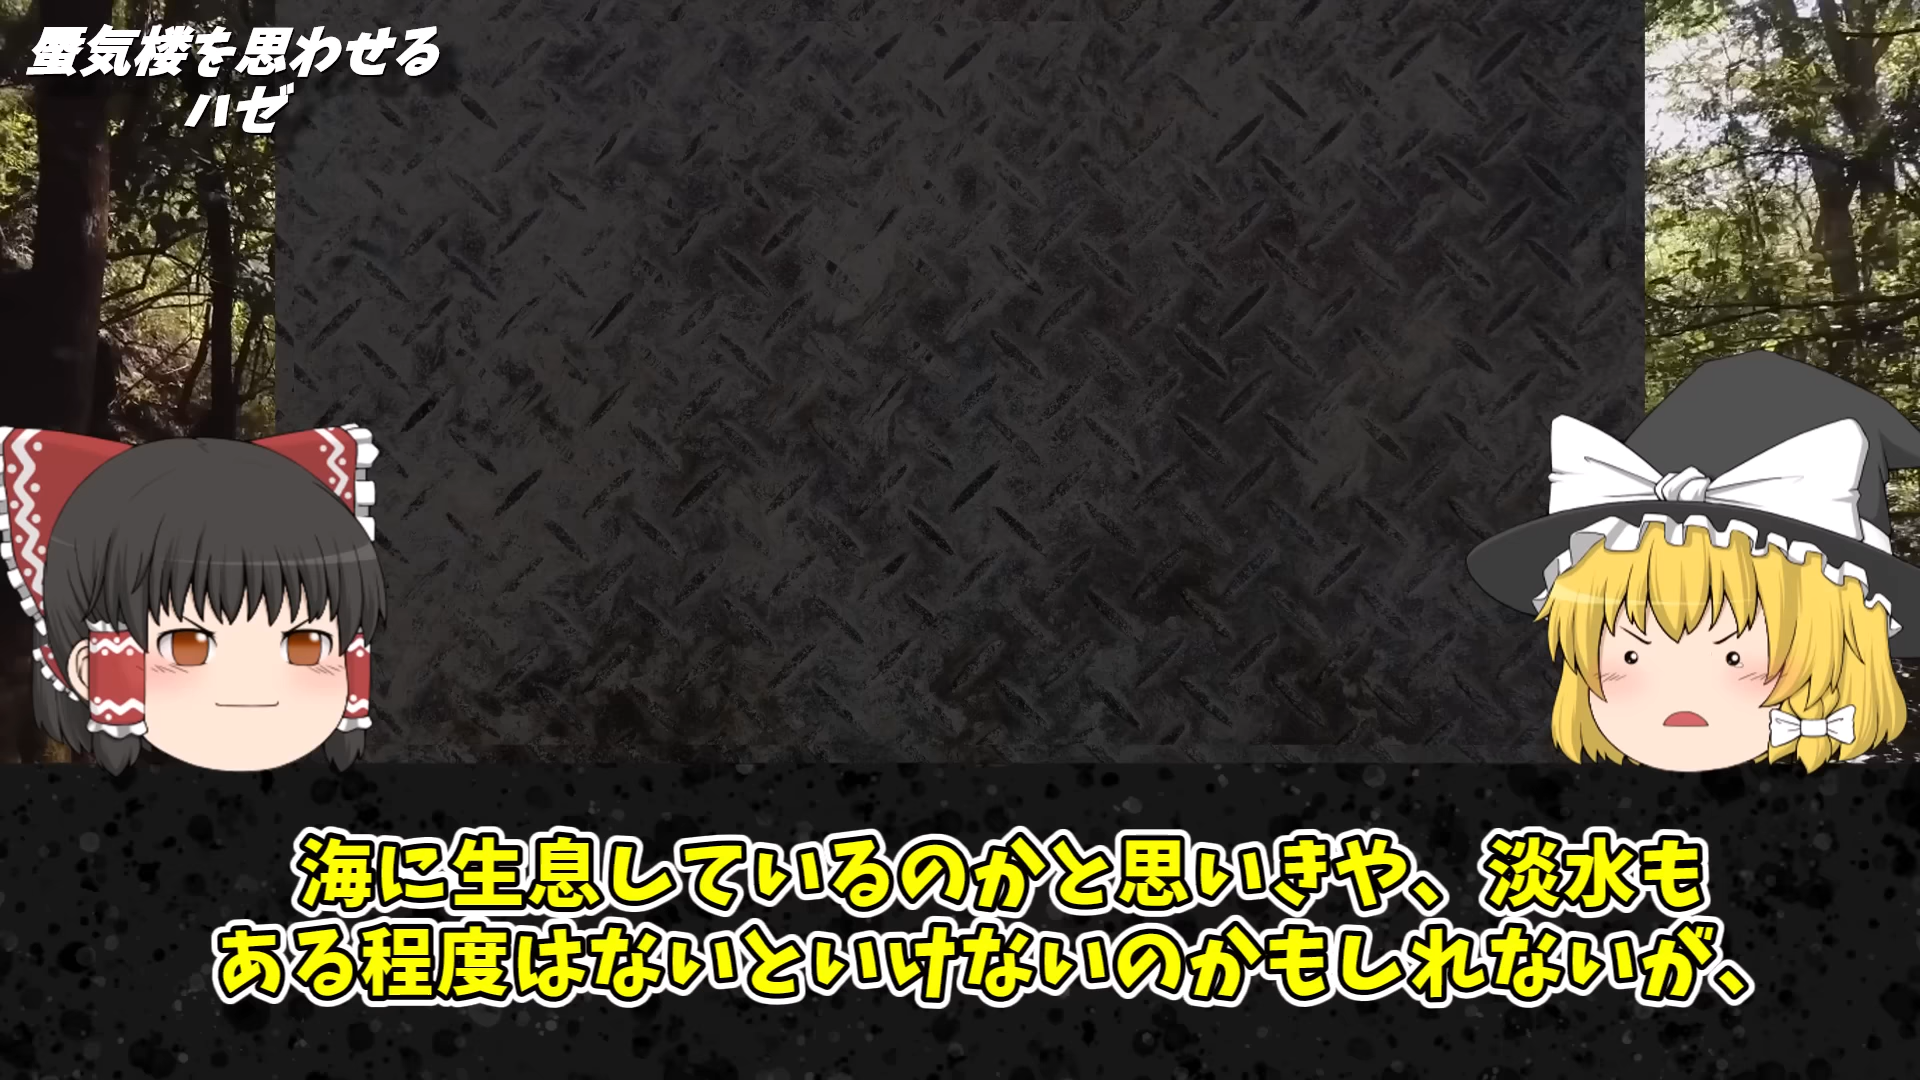 蜃気楼を思わせる
ハゼ
海に生息しているのかと思いきや、淡水も
ある程度はないといけないのかもしれないが、